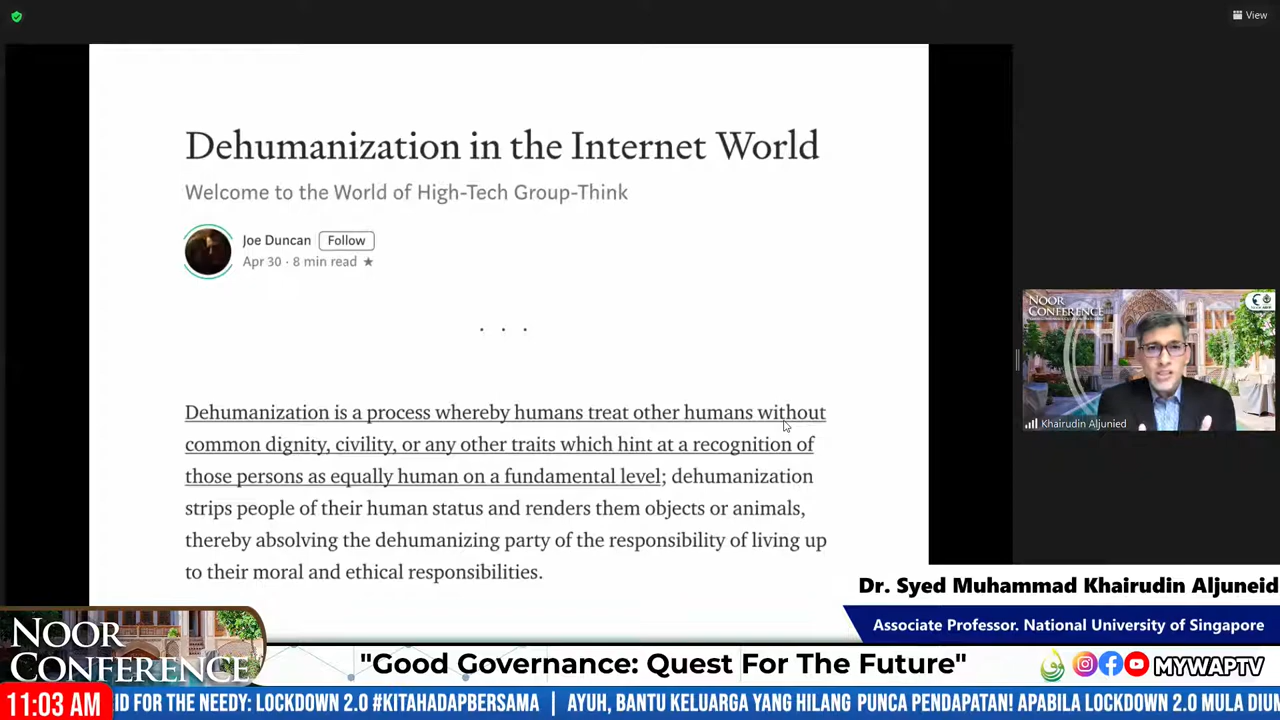 View
Dehumanization in the Internet World
Welcome to the World of High-Tech Group-Think
Joe Duncan Follow
Apr 30 · 8 min read ★
. . .
Dehumanization is a process whereby humans treat other humans without
common dignity, civility, or any other traits which hint at a recognition of
those persons as equally human on a fundamental level; dehumanization
strips people of their human status and renders them objects or animals,
thereby absolving the dehumanizing party of the responsibility of living up
to their moral and ethical responsibilities.
NOOR
CONFERENCE
Khairudin Aljunied
Dr. Syed Muhammad Khairudin Aljuneid
Associate Professor. National University of Singapore
NOOR
CONFERENCE
"Good Governance: Quest For The Future"
MYWAPTV
11:03 AM
ID FOR THE NEEDY: LOCKDOWN 2.0 #KITAHADAPBERSAMA | AYUH, BANTU KELUARGA YANG HILANG PUNCA PENDAPATAN! APABILA LOCKDOWN 2.0 MULA DIUM